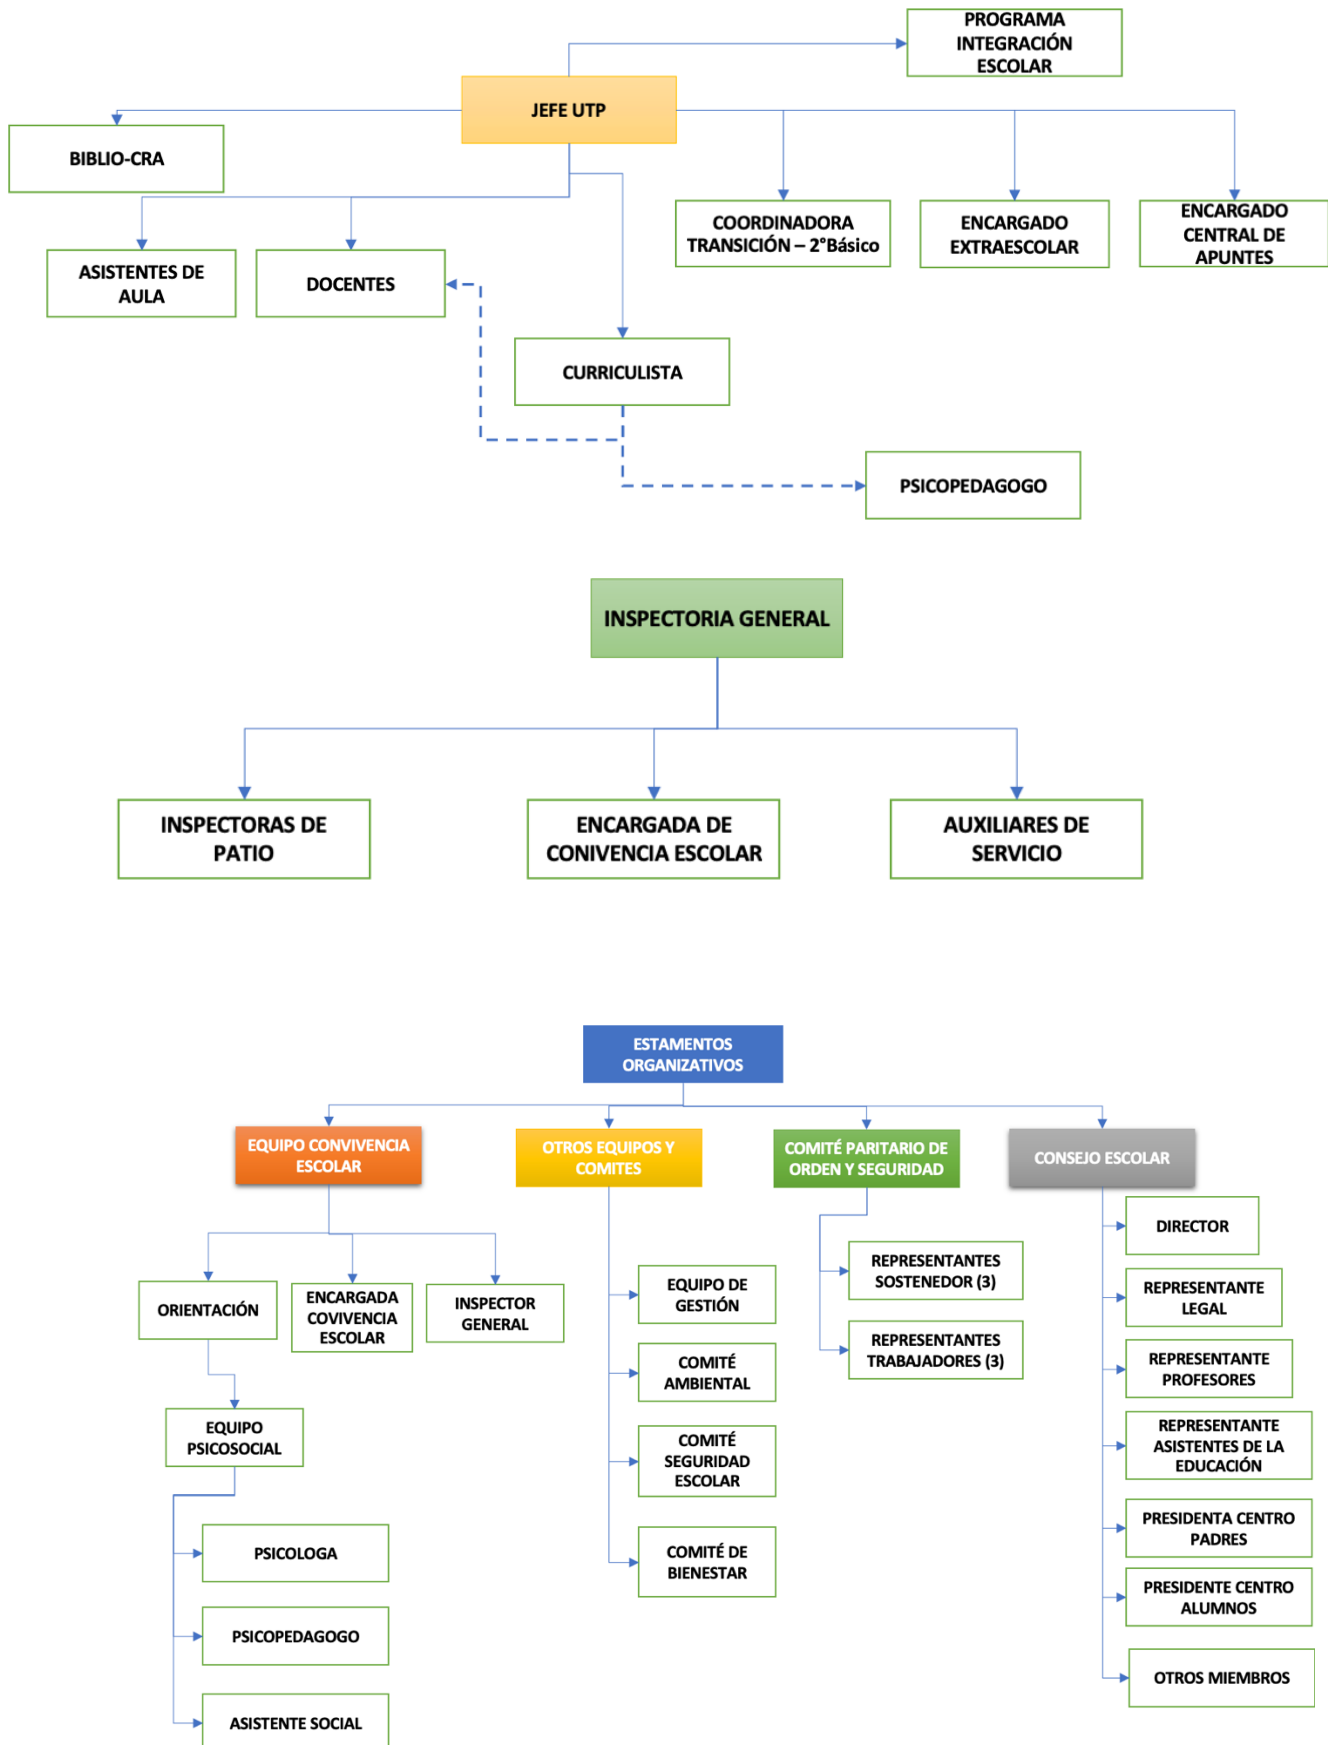 PROGRAMA
INTEGRACIÓN
ESCOLAR
JEFE UTP
BIBLIO-CRA
COORDINADORA
TRANSICIÓN – 2°Básico
ENCARGADO
EXTRAESCOLAR
ENCARGADO
CENTRAL DE
APUNTES
ASISTENTES DE
AULA
DOCENTES
CURRICULISTA
PSICOPEDAGOGO
INSPECTORIA GENERAL
INSPECTORAS DE
PATIO
ENCARGADA DE
CONIVENCIA ESCOLAR
AUXILIARES DE
SERVICIO
ESTAMENTOS
ORGANIZATIVOS
EQUIPO CONVIVENCIA
ESCOLAR
OTROS EQUIPOS Y
COMITES
COMITÉ PARITARIO DE
ORDEN Y SEGURIDAD
CONSEJO ESCOLAR
ORIENTACIÓN
ENCARGADA
COVIVENCIA
ESCOLAR
INSPECTOR
GENERAL
EQUIPO
PSICOSOCIAL
PSICOLOGA
PSICOPEDAGOGO
ASISTENTE SOCIAL
EQUIPO DE
GESTIÓN
COMITÉ
AMBIENTAL
COMITÉ
SEGURIDAD
ESCOLAR
COMITÉ DE
BIENESTAR
REPRESENTANTES
SOSTENEDOR (3)
REPRESENTANTES
TRABAJADORES (3)
DIRECTOR
REPRESENTANTE
LEGAL
REPRESENTANTE
PROFESORES
REPRESENTANTE
ASISTENTES DE LA
EDUCACIÓN
PRESIDENTA CENTRO
PADRES
PRESIDENTE CENTRO
ALUMNOS
OTROS MIEMBROS